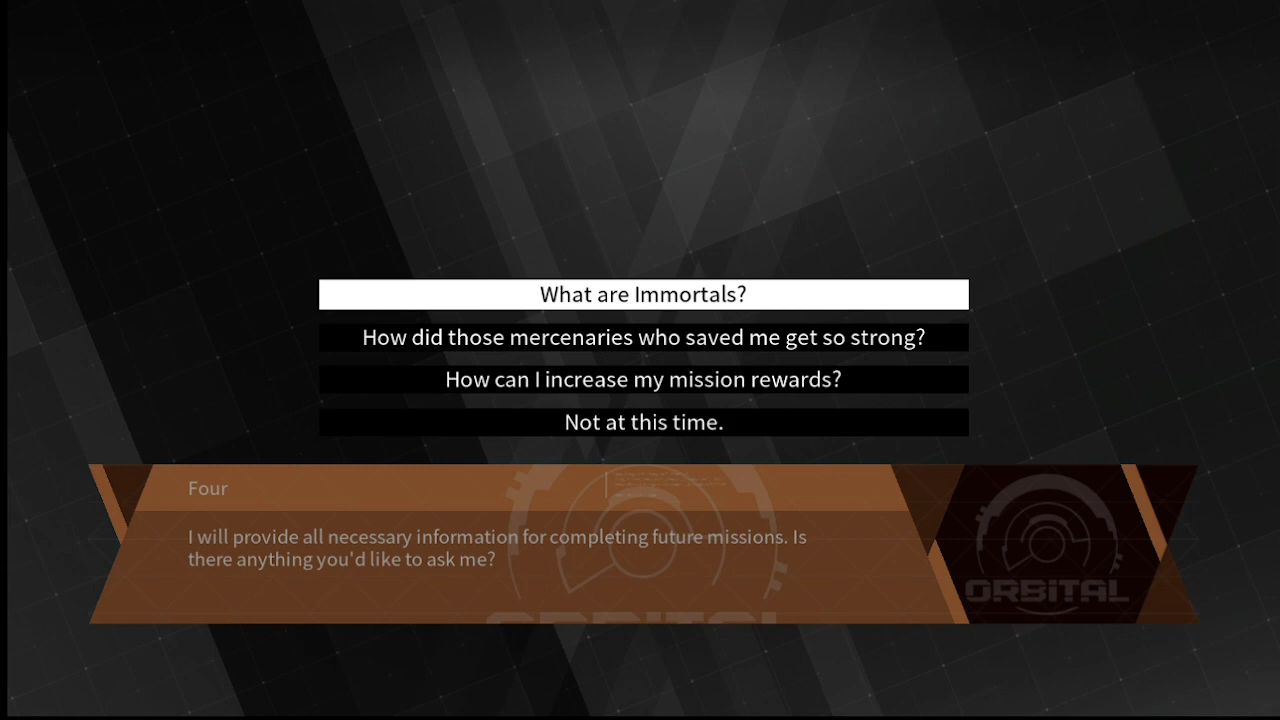 What are Immortals?
How did those mercenaries who saved me get so strong?
How can I increase my mission rewards?
Not at this time.
Four
I will provide all necessary information for completing future missions. Is
there anything you'd like to ask me?
ORBITAL
ORBITAL